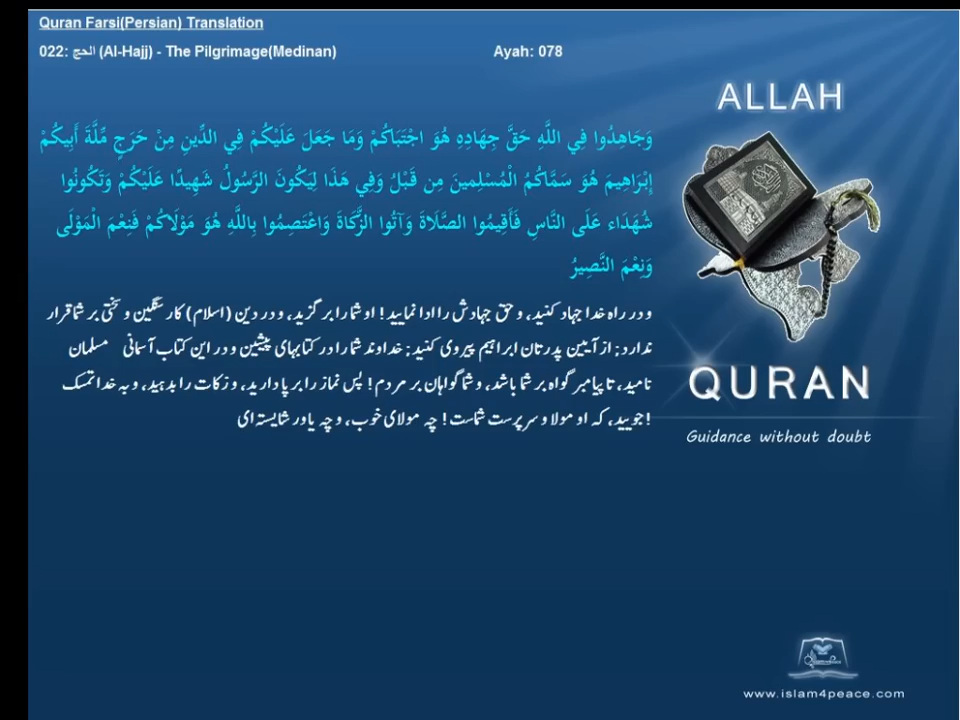 Quran Farsi(Persian) Translation
022: الحج (Al-Hajj) - The Pilgrimage(Medinan) Ayah: 078
ALLAH
وَجَاهِدُوا فِي اللَّهِ حَقَّ جِهَادِهِ هُوَ اجْتَبَاكُمْ وَمَا جَعَلَ عَلَيْكُمْ فِي الدِّينِ مِنْ حَرَجٍ مِّلَّةَ أَبِيكُمْ
إِبْرَاهِيمَ هُوَ سَمَّاكُمُ الْمُسْلِمينَ مِن قَبْلُ وَفِي هَذَا لِيَكُونَ الرَّسُولُ شَهِيدًا عَلَيْكُمْ وَتَكُونُوا
شُهَدَاء عَلَى النَّاسِ فَأَقِيمُوا الصَّلَاةَ وَآتُوا الزَّكَاةَ وَاعْتَصِمُوا بِاللَّهِ هُوَ مَوْلَاكُمْ فَنِعْمَ الْمَوْلَى
وَنِعْمَ النَّصِيرُ
و در راه خدا جهاد کنید، و حق جهادش را ادا نمایید! او شما را برگزید، و در دین (اسلام) کار سنگین و سختی بر شما قرار
ندارد; از آیین پدرتان ابراهیم پیروی کنید; خداوند شما را در کتابهای پیشین و در این کتاب آسمانی مسلمان
نامید، تا پیامبر گواه بر شما باشد، و شما گواهان بر مردم! پس نماز را برپا دارید، و زکات را بدهید، و به خدا تمسک
! جویید، که او مولا و سرپرست شماست! چه مولای خوب، و چه یاور شایسته ای
QURAN
Guidance without doubt
www.islam4peace.com